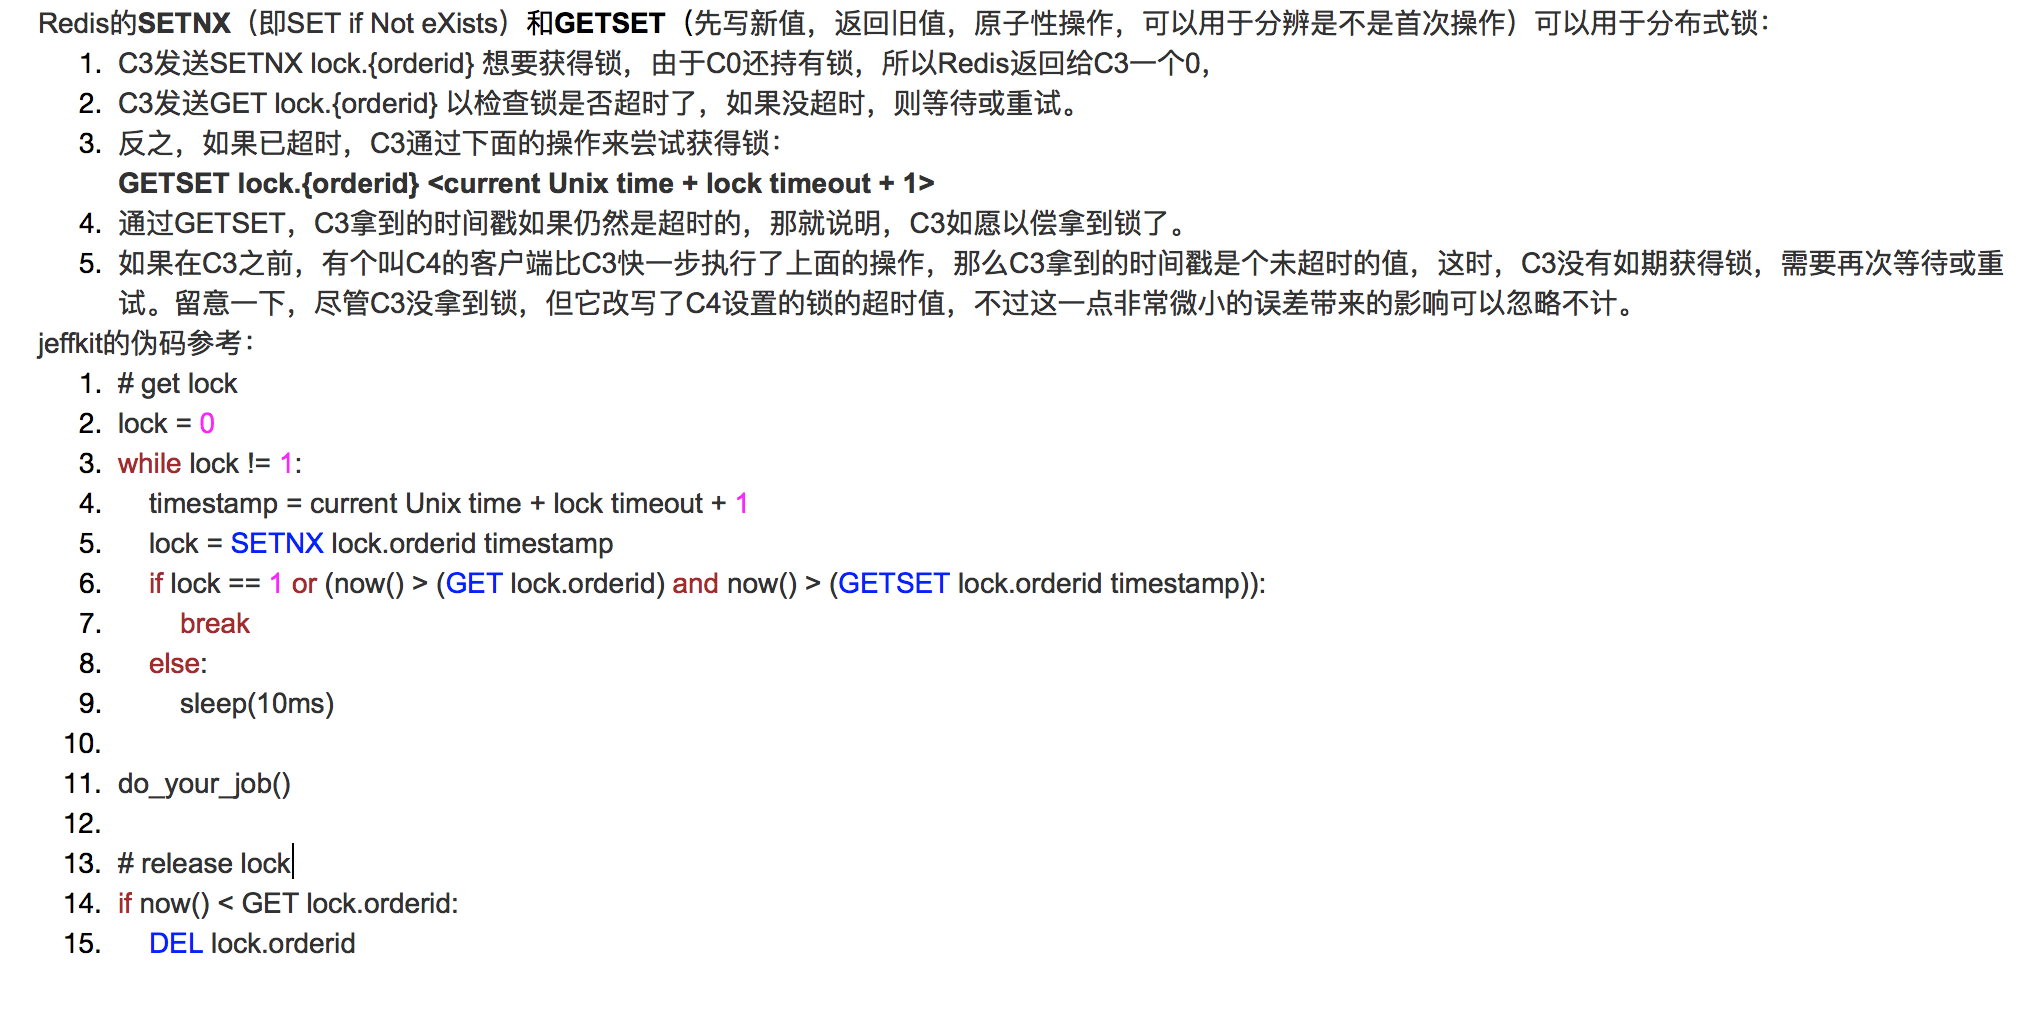 Redis的SETNX（即SET if Not eXists）和GETSET（先写新值，返回旧值，原子性操作，可以用于分辨是不是首次操作）可以用于分布式锁：
1. C3发送SETNX lock.{orderid} 想要获得锁，由于C0还持有锁，所以Redis返回给C3一个0，
2. C3发送GET lock.{orderid} 以检查锁是否超时了，如果没超时，则等待或重试。
3. 反之，如果已超时，C3通过下面的操作来尝试获得锁：
GETSET lock.{orderid} <current Unix time + lock timeout + 1>
4. 通过GETSET，C3拿到的时间戳如果仍然是超时的，那就说明，C3如愿以偿拿到锁了。
5. 如果在C3之前，有个叫C4的客户端比C3快一步执行了上面的操作，那么C3拿到的时间戳是个未超时的值，这时，C3没有如期获得锁，需要再次等待或重
试。留意一下，尽管C3没拿到锁，但它改写了C4设置的锁的超时值，不过这一点非常微小的误差带来的影响可以忽略不计。
jeffkit的伪码参考：
1. # get lock
2. lock = 0
3. while lock != 1:
4. timestamp = current Unix time + lock timeout + 1
5. lock = SETNX lock.orderid timestamp
6. if lock == 1 or (now() > (GET lock.orderid) and now() > (GETSET lock.orderid timestamp)):
7. break
8. else:
9. sleep(10ms)
10.
11. do_your_job()
12.
13. # release lock
14. if now() < GET lock.orderid:
15. DEL lock.orderid